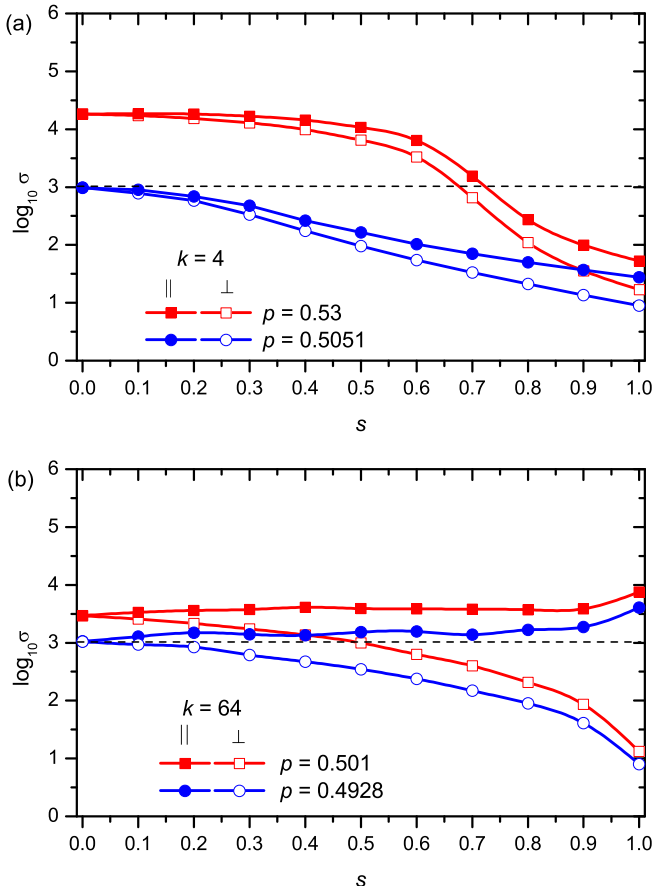 (a)
6
5
4
3
2
1
0
log₁₀ σ
k = 4
|| ⊥
p = 0.53
p = 0.5051
0.0 0.1 0.2 0.3 0.4 0.5 0.6 0.7 0.8 0.9 1.0
s
(b)
6
5
4
3
2
1
0
log₁₀σ
k = 64
|| ⊥
p = 0.501
p = 0.4928
0.0 0.1 0.2 0.3 0.4 0.5 0.6 0.7 0.8 0.9 1.0
s